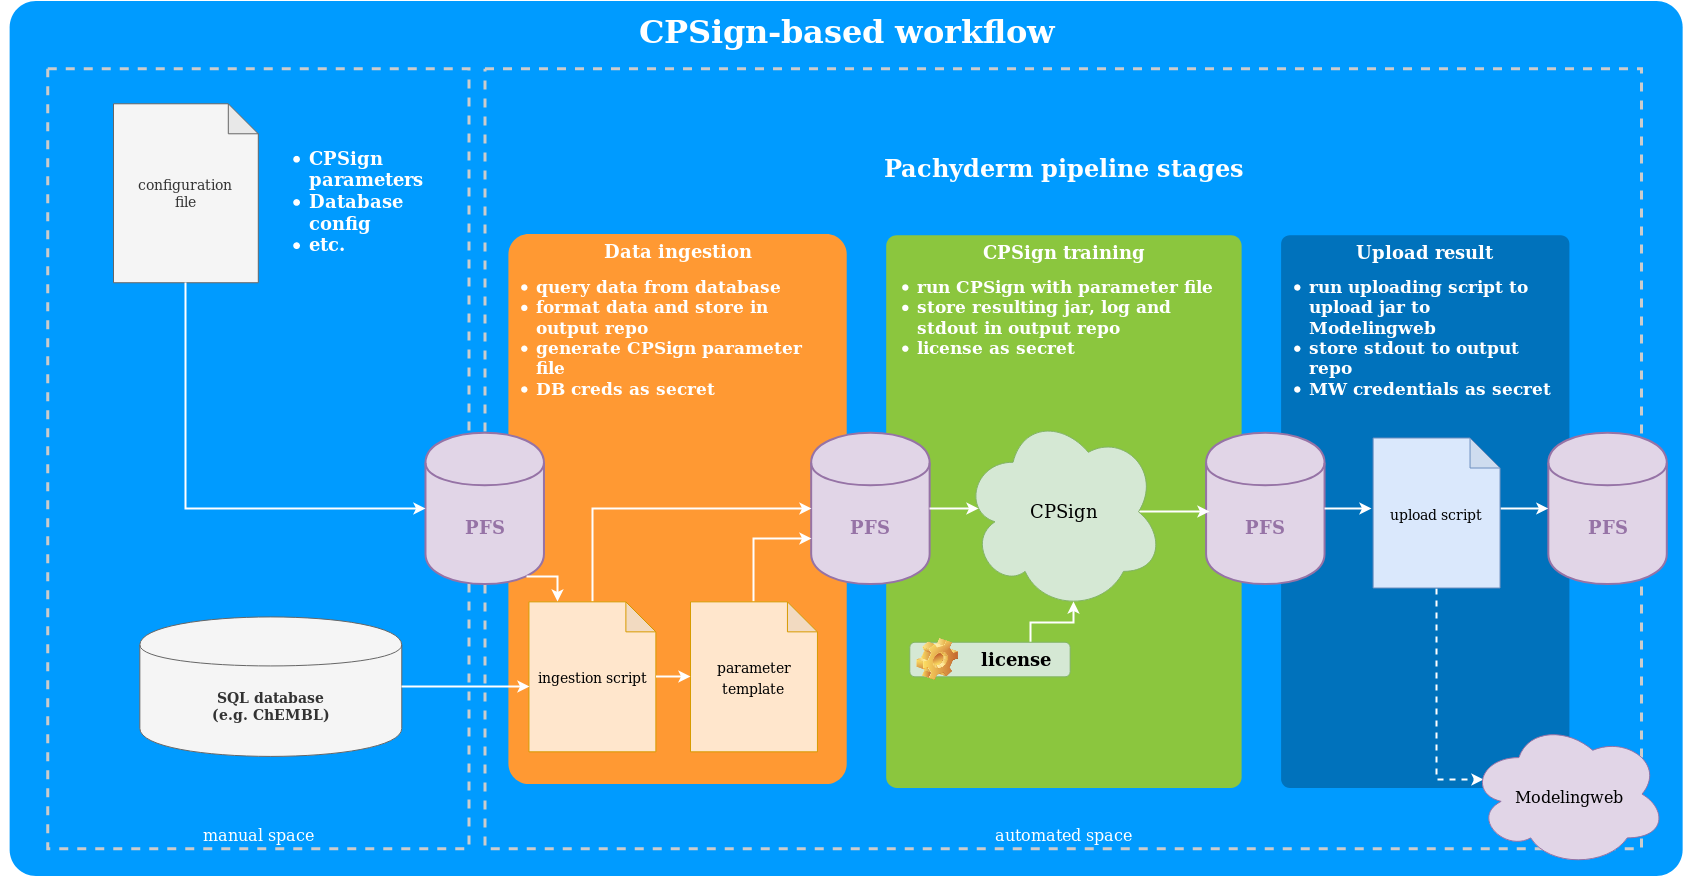 CPSign-based workflow
configuration
file
• CPSign
parameters
• Database
config
• etc.
Pachyderm pipeline stages
Data ingestion
• query data from database
• format data and store in
output repo
• generate CPSign parameter
file
• DB creds as secret
CPSign training
• run CPSign with parameter file
• store resulting jar, log and
stdout in output repo
• license as secret
Upload result
• run uploading script to
upload jar to
Modelingweb
• store stdout to output
repo
• MW credentials as secret
PFS
PFS
CPSign
PFS
upload script
PFS
SQL database
(e.g. ChEMBL)
ingestion script
parameter
template
license
Modelingweb
manual space
automated space